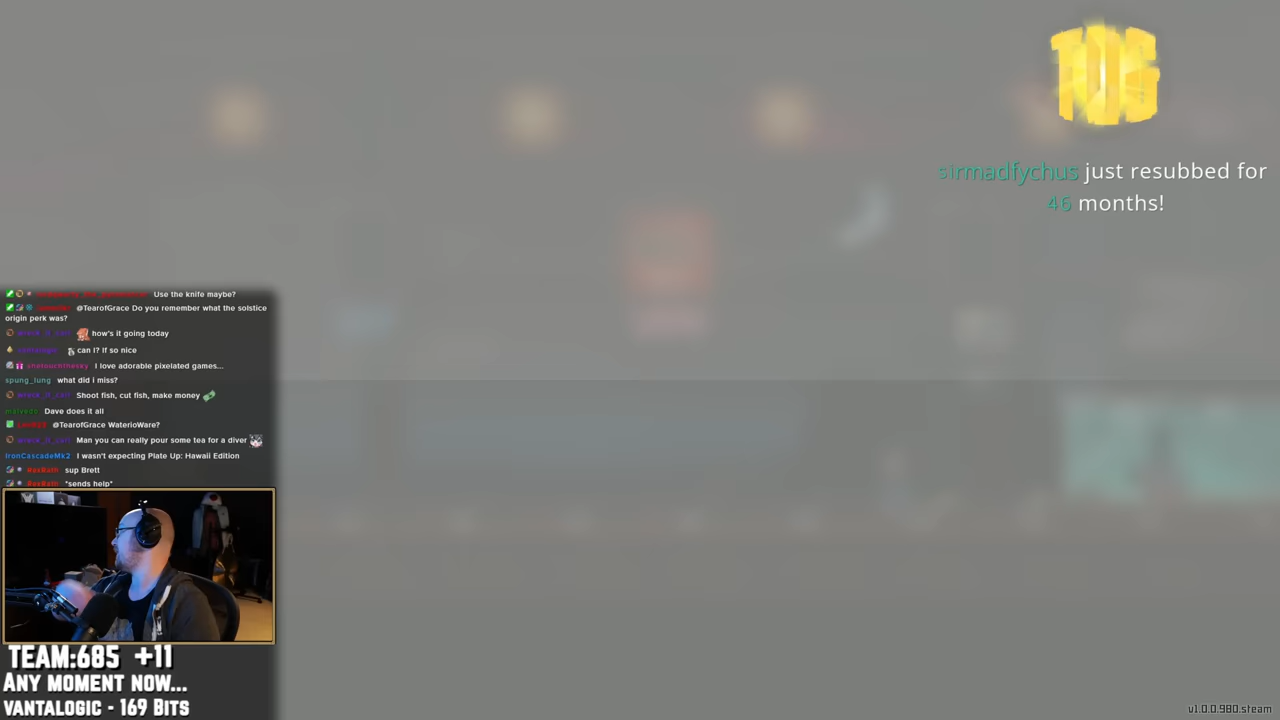 TOG
sirmadfychus just resubbed for
46 months!
Use the knife maybe?
@TearofGrace Do you remember what the solstice
origin perk was?
how's it going today
can I? If so nice
I love adorable pixelated games...
spung_lung what did i miss?
Shoot fish, cut fish, make money
Dave does it all
@TearofGrace WaterioWare?
Man you can really pour some tea for a diver
IronCascadeMk2 I wasn't expecting Plate Up: Hawaii Edition
sup Brett
*sends help*
TEAM:685 +11
ANY MOMENT NOW...
VANTALOGIC - 169 BITS
v1.0.0.980.steam